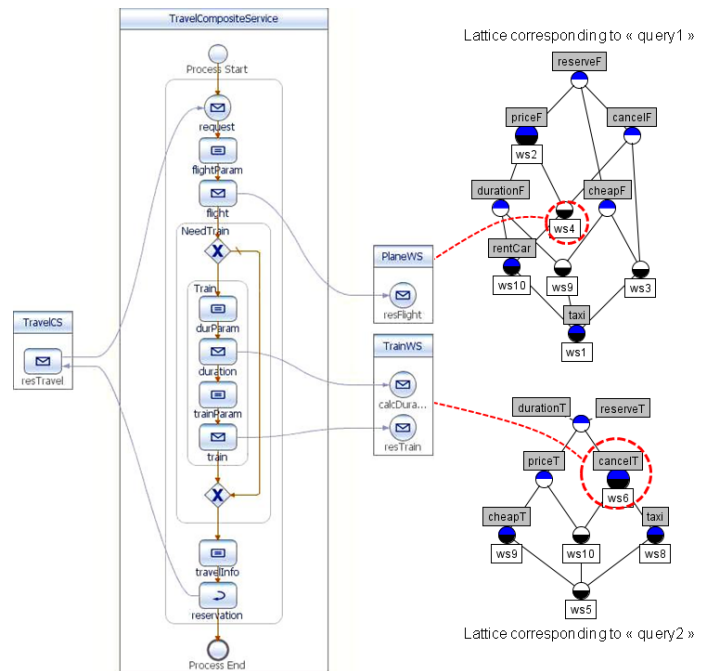 TravelCompositeService
Process Start
request
flightParam
flight
NeedTrain
Train
durParam
duration
trainParam
train
travelInfo
reservation
Process End
TravelCS
resTravel
PlaneWS
resFlight
TrainWS
calcDura...
resTrain
Lattice corresponding to « query1 »
reserveF
priceF
cancelF
ws2
durationF
cheapF
ws4
rentCar
ws10
ws9
ws3
taxi
ws1
durationT
reserveT
priceT
cancelT
ws6
cheapT
taxi
ws9
ws10
ws8
ws5
Lattice corresponding to « query2 »